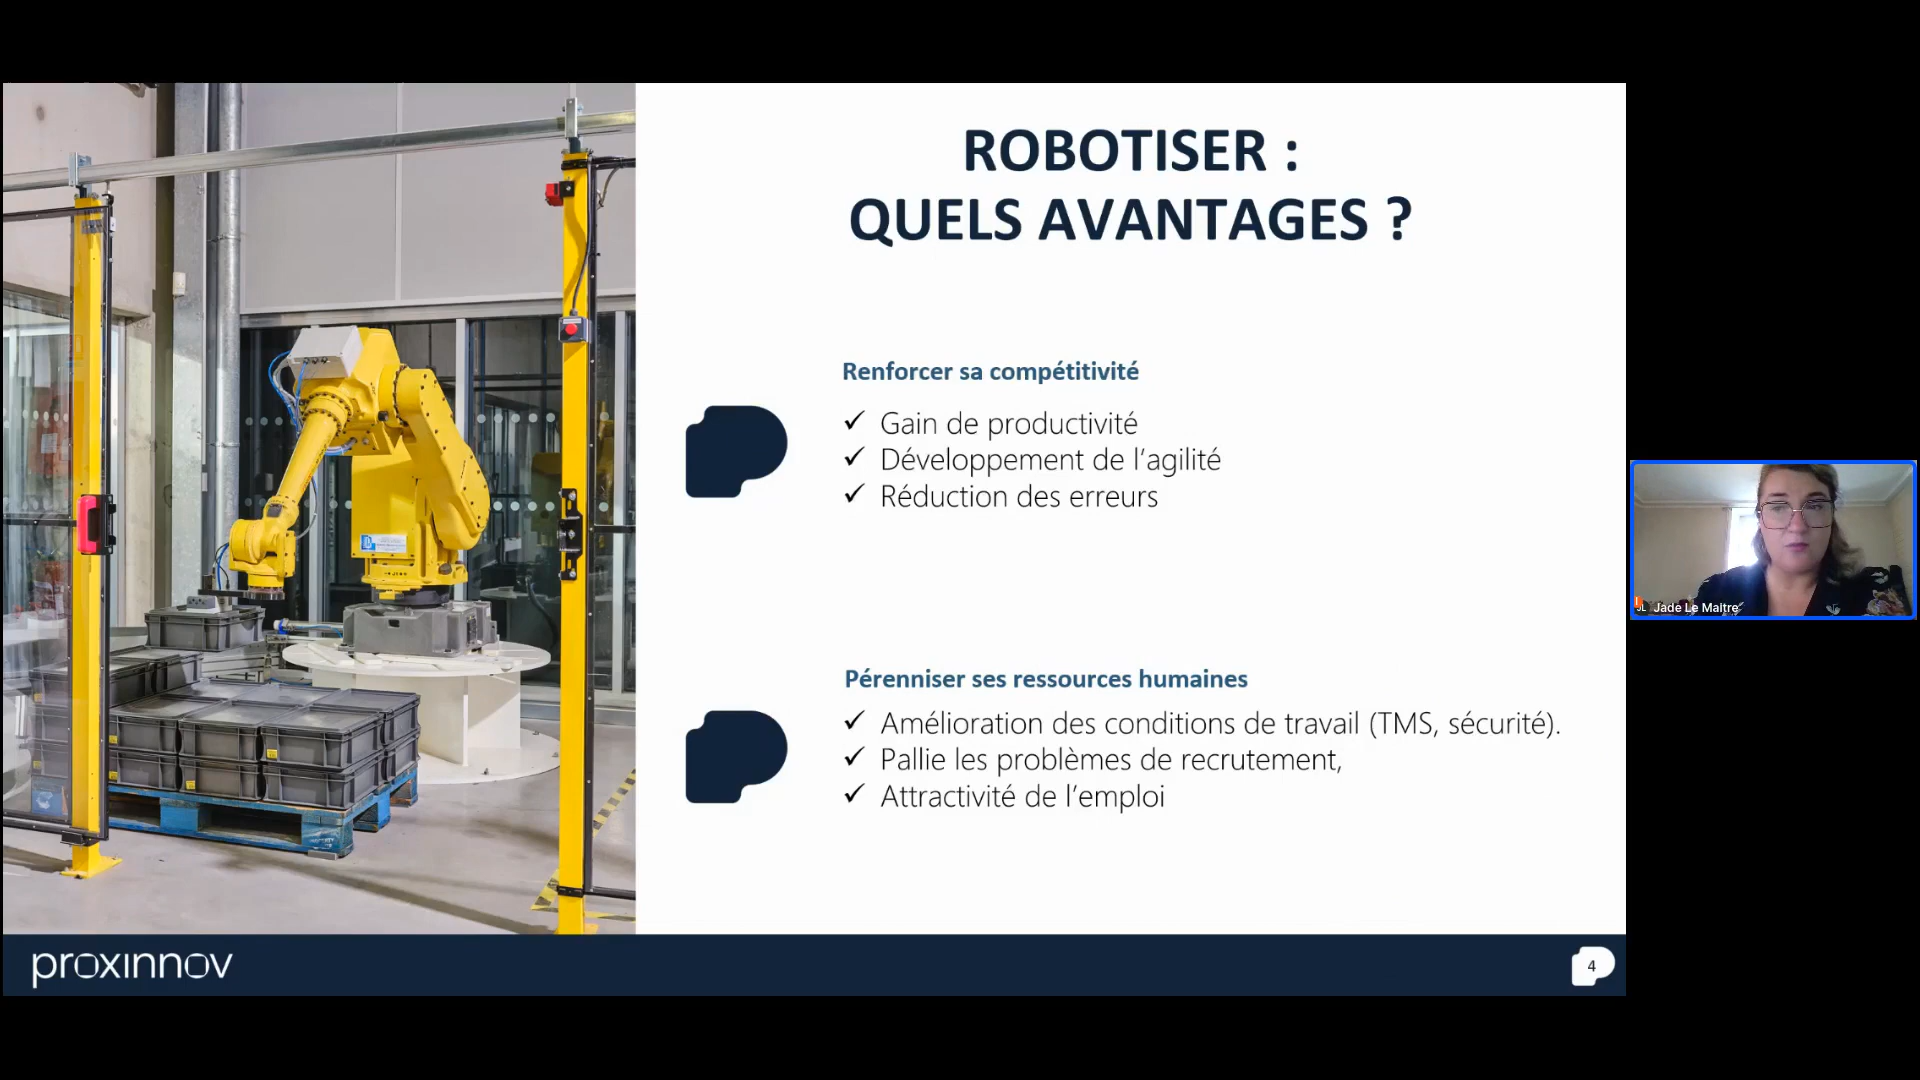 ROBOTISER :
QUELS AVANTAGES ?
Renforcer sa compétitivité
✓ Gain de productivité
✓ Développement de l'agilité
✓ Réduction des erreurs
Pérenniser ses ressources humaines
✓ Amélioration des conditions de travail (TMS, sécurité).
✓ Pallie les problèmes de recrutement,
✓ Attractivité de l'emploi
proxinnov
4
Jade Le Maitre